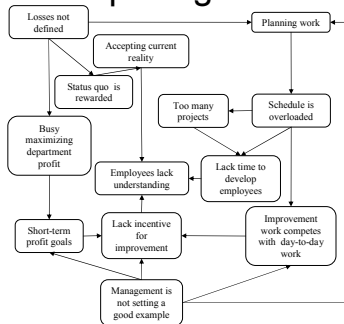 Losses not
defined
Planning work
Accepting current
reality
Status quo is
rewarded
Too many
projects
Schedule is
overloaded
Busy
maximizing
department
profit
Employees lack
understanding
Lack time to
develop
employees
Short-term
profit goals
Lack incentive
for
improvement
Improvement
work competes
with day-to-day
work
Management is
not setting a
good example